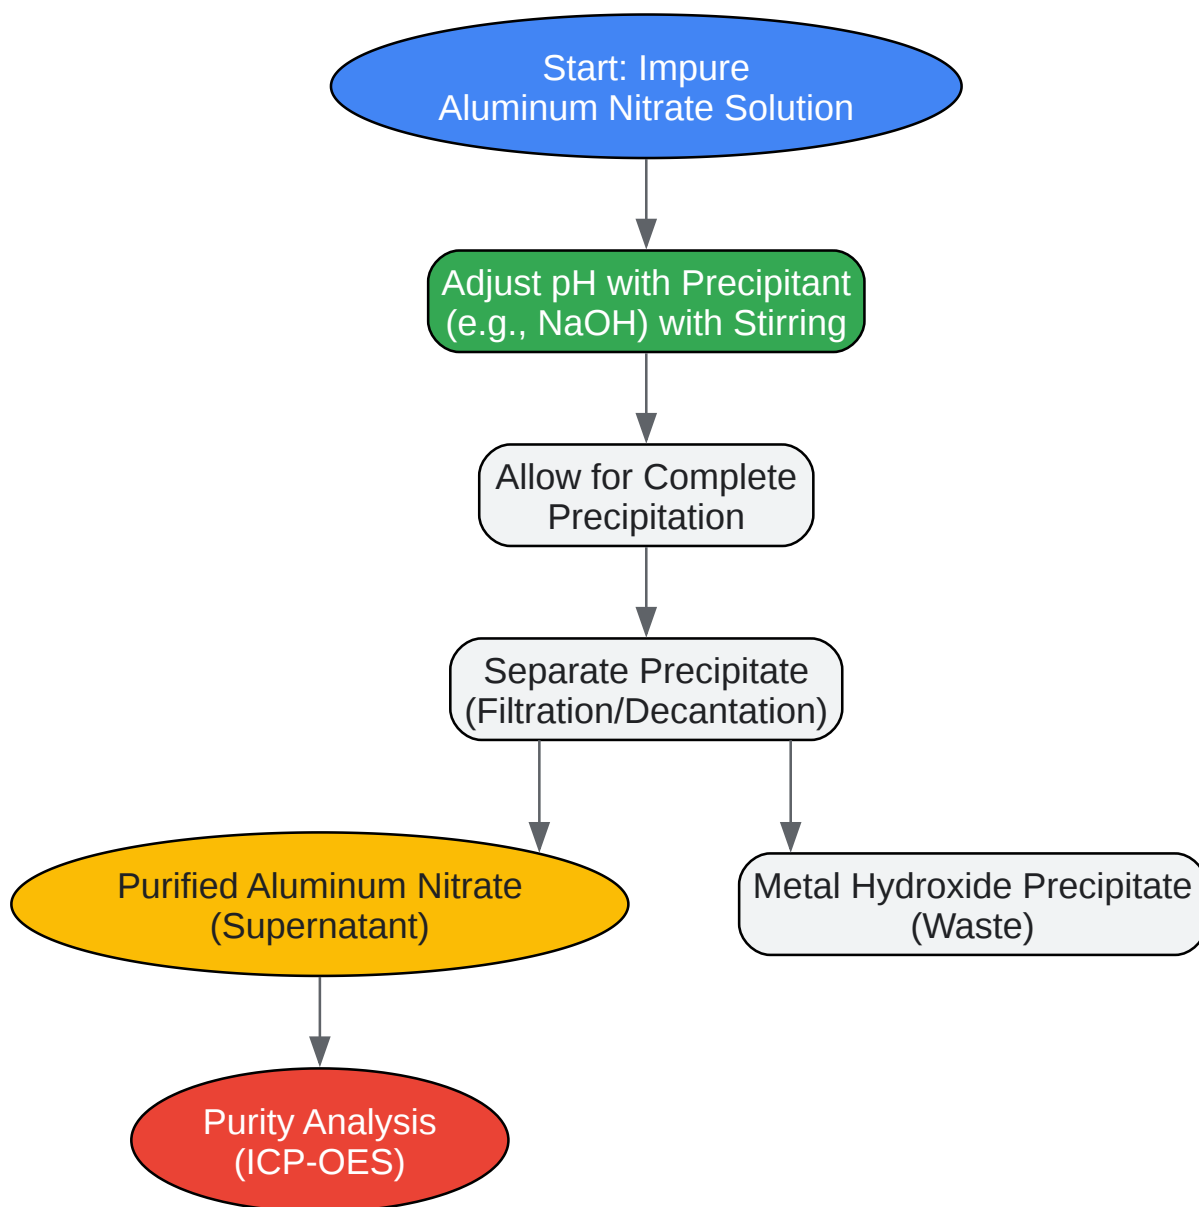 Start: Impure
Aluminum Nitrate Solution
Adjust pH with Precipitant
(e.g., NaOH) with Stirring
Allow for Complete
Precipitation
Separate Precipitate
(Filtration/Decantation)
Purified Aluminum Nitrate
(Supernatant)
Metal Hydroxide Precipitate
(Waste)
Purity Analysis
(ICP-OES)